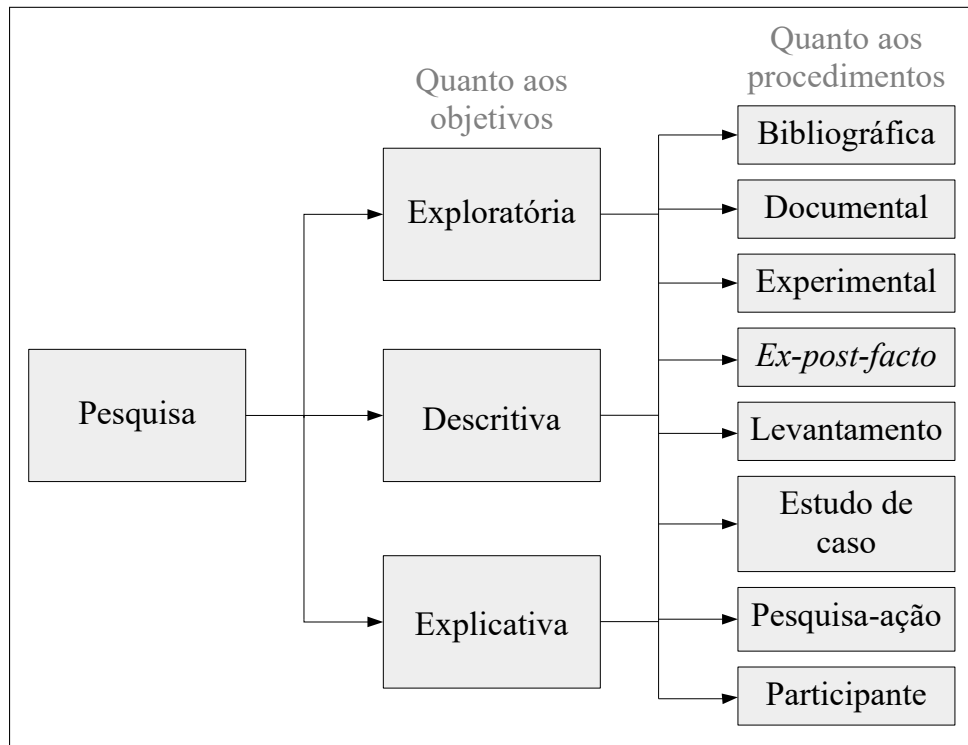 Quanto aos
objetivos
Quanto aos
procedimentos
Pesquisa
Exploratória
Descritiva
Explicativa
Bibliográfica
Documental
Experimental
Ex-post-facto
Levantamento
Estudo de
caso
Pesquisa-ação
Participante